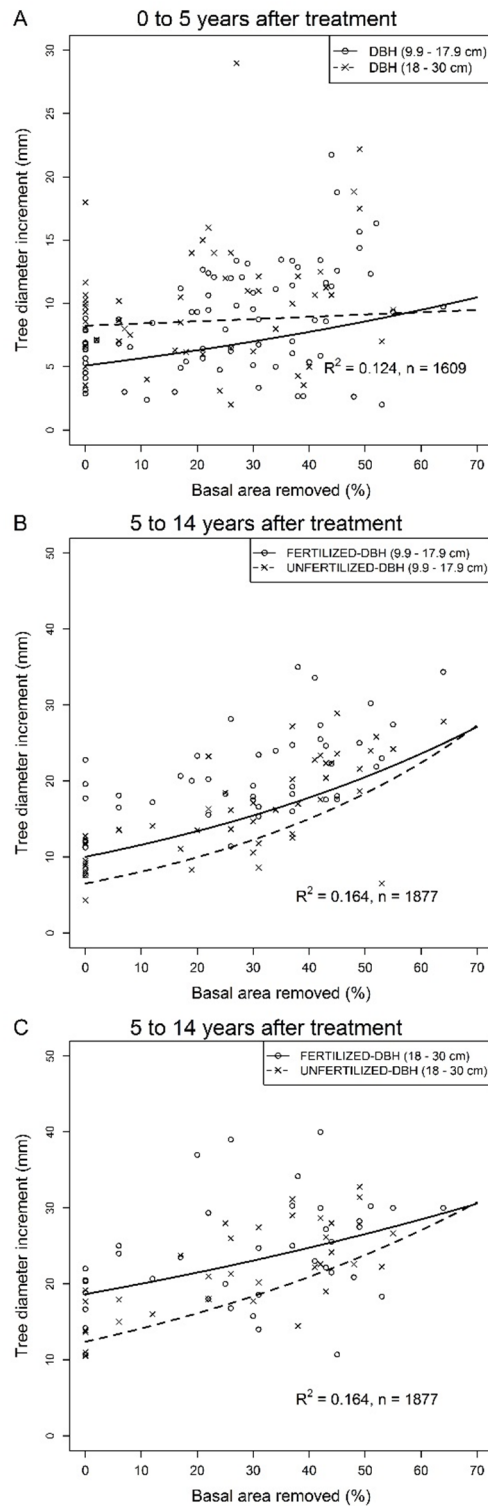 A
0 to 5 years after treatment
DBH (9.9 - 17.9 cm)
DBH (18 - 30 cm)
Tree diameter increment (mm)
30
25
20
15
10
5
0
R² = 0.124, n = 1609
0 10 20 30 40 50 60 70
Basal area removed (%)
B
5 to 14 years after treatment
FERTILIZED-DBH (9.9 - 17.9 cm)
UNFERTILIZED-DBH (9.9 - 17.9 cm)
Tree diameter increment (mm)
50
40
30
20
10
0
R² = 0.164, n = 1877
0 10 20 30 40 50 60 70
Basal area removed (%)
C
5 to 14 years after treatment
FERTILIZED-DBH (18 - 30 cm)
UNFERTILIZED-DBH (18 - 30 cm)
Tree diameter increment (mm)
50
40
30
20
10
0
R² = 0.164, n = 1877
0 10 20 30 40 50 60 70
Basal area removed (%)